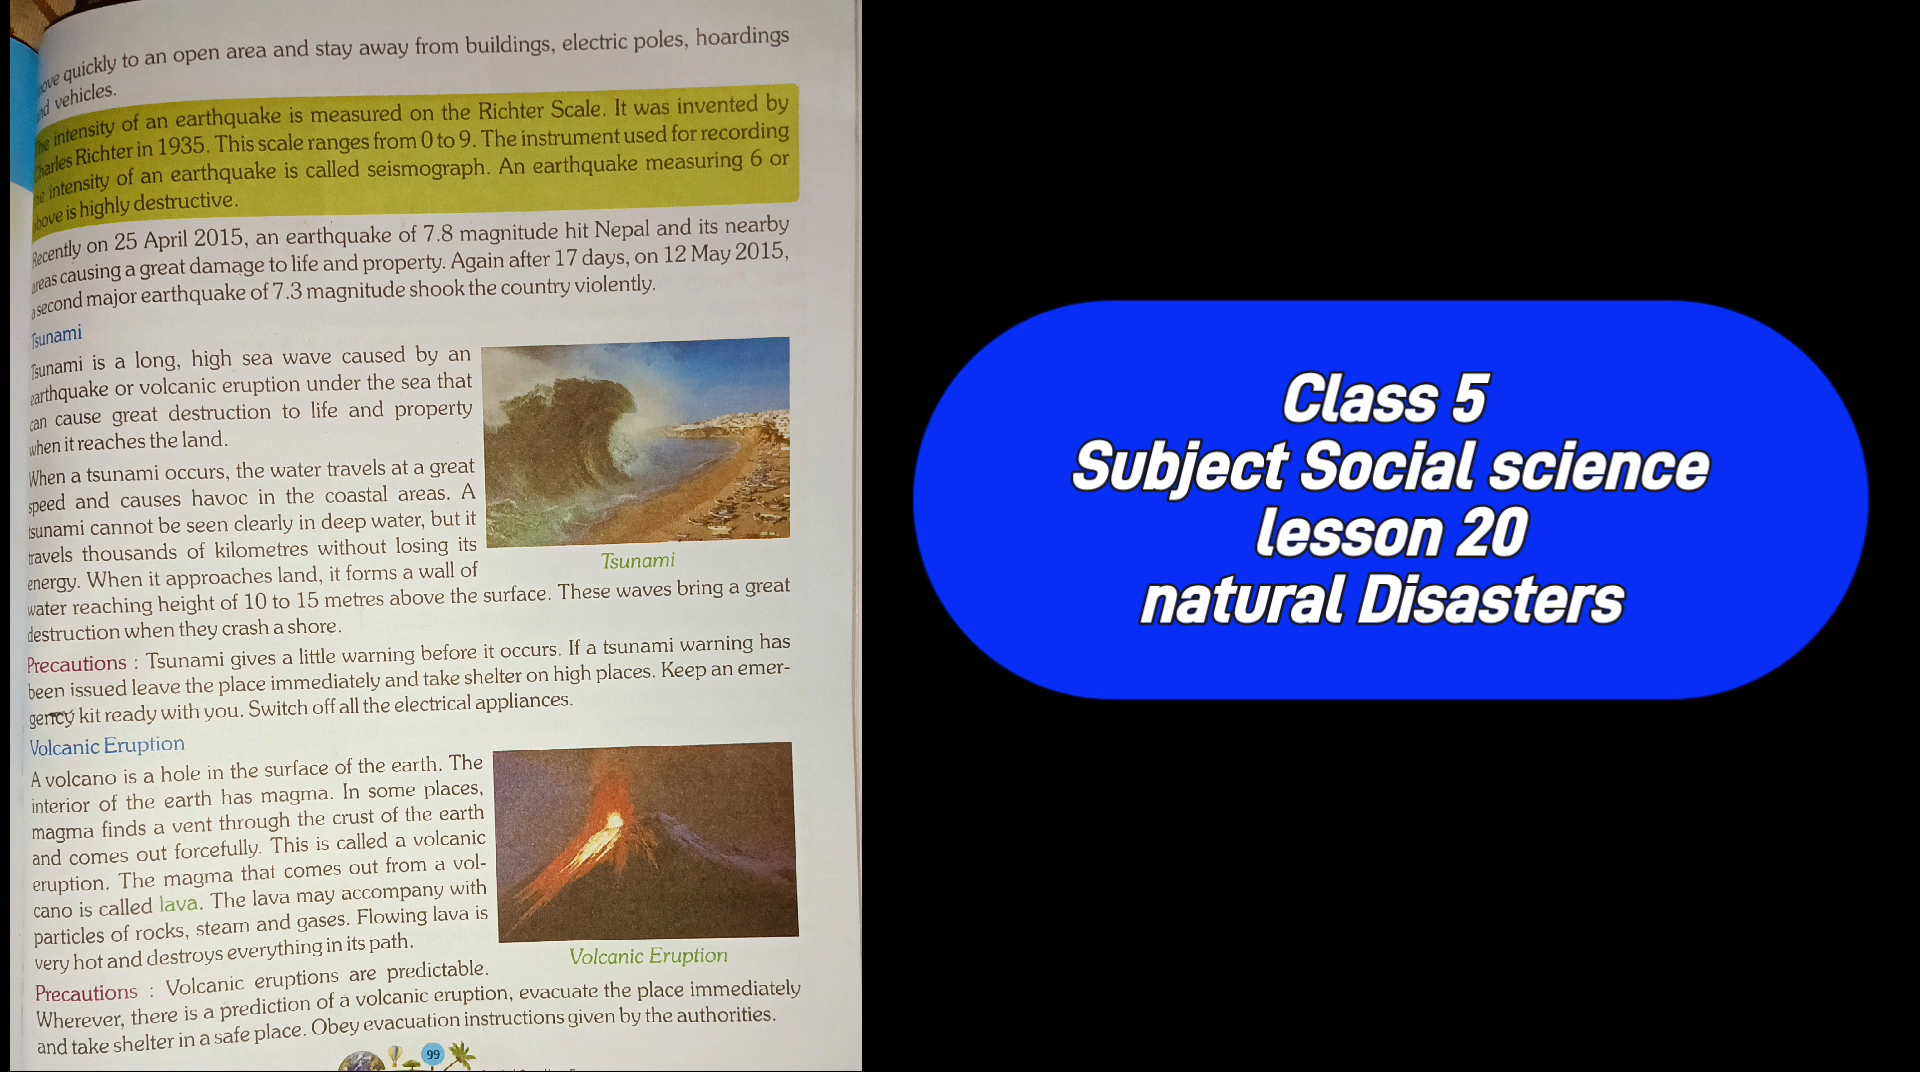 move quickly to an open area and stay away from buildings, electric poles, hoardings
and vehicles.
The intensity of an earthquake is measured on the Richter Scale. It was invented by
Charles Richter in 1935. This scale ranges from 0 to 9. The instrument used for recording
the intensity of an earthquake is called seismograph. An earthquake measuring 6 or
above is highly destructive.
Recently on 25 April 2015, an earthquake of 7.8 magnitude hit Nepal and its nearby
areas causing a great damage to life and property. Again after 17 days, on 12 May 2015,
a second major earthquake of 7.3 magnitude shook the country violently.
Tsunami
Tsunami is a long, high sea wave caused by an
earthquake or volcanic eruption under the sea that
can cause great destruction to life and property
when it reaches the land.
When a tsunami occurs, the water travels at a great
speed and causes havoc in the coastal areas. A
tsunami cannot be seen clearly in deep water, but it
travels thousands of kilometres without losing its
energy. When it approaches land, it forms a wall of
water reaching height of 10 to 15 metres above the surface. These waves bring a great
destruction when they crash a shore.
Tsunami
Precautions : Tsunami gives a little warning before it occurs. If a tsunami warning has
been issued leave the place immediately and take shelter on high places. Keep an emer-
gency kit ready with you. Switch off all the electrical appliances.
Volcanic Eruption
A volcano is a hole in the surface of the earth. The
interior of the earth has magma. In some places,
magma finds a vent through the crust of the earth
and comes out forcefully. This is called a volcanic
eruption. The magma that comes out from a vol-
cano is called lava. The lava may accompany with
particles of rocks, steam and gases. Flowing lava is
very hot and destroys everything in its path.
Volcanic Eruption
Precautions : Volcanic eruptions are predictable.
Wherever, there is a prediction of a volcanic eruption, evacuate the place immediately
and take shelter in a safe place. Obey evacuation instructions given by the authorities.
99
Class 5
Subject Social science
lesson 20
natural Disasters